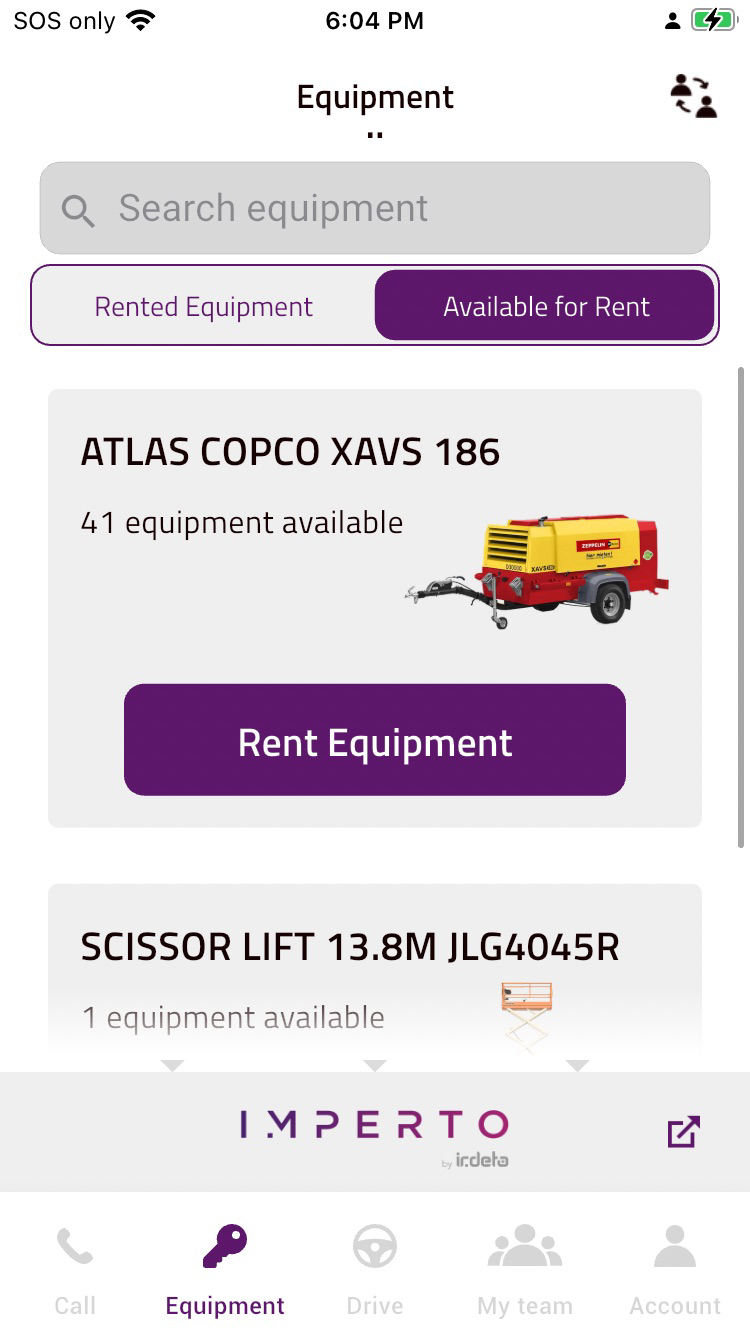 SOS only
6:04 PM
Equipment
..
Search equipment
Rented Equipment
Available for Rent
ATLAS COPCO XAVS 186
41 equipment available
ZEPPELIN
XAVS
Rent Equipment
SCISSOR LIFT 13.8M JLG4045R
1 equipment available
IMPERTO
by irdeto
Call
Equipment
Drive
My team
Account